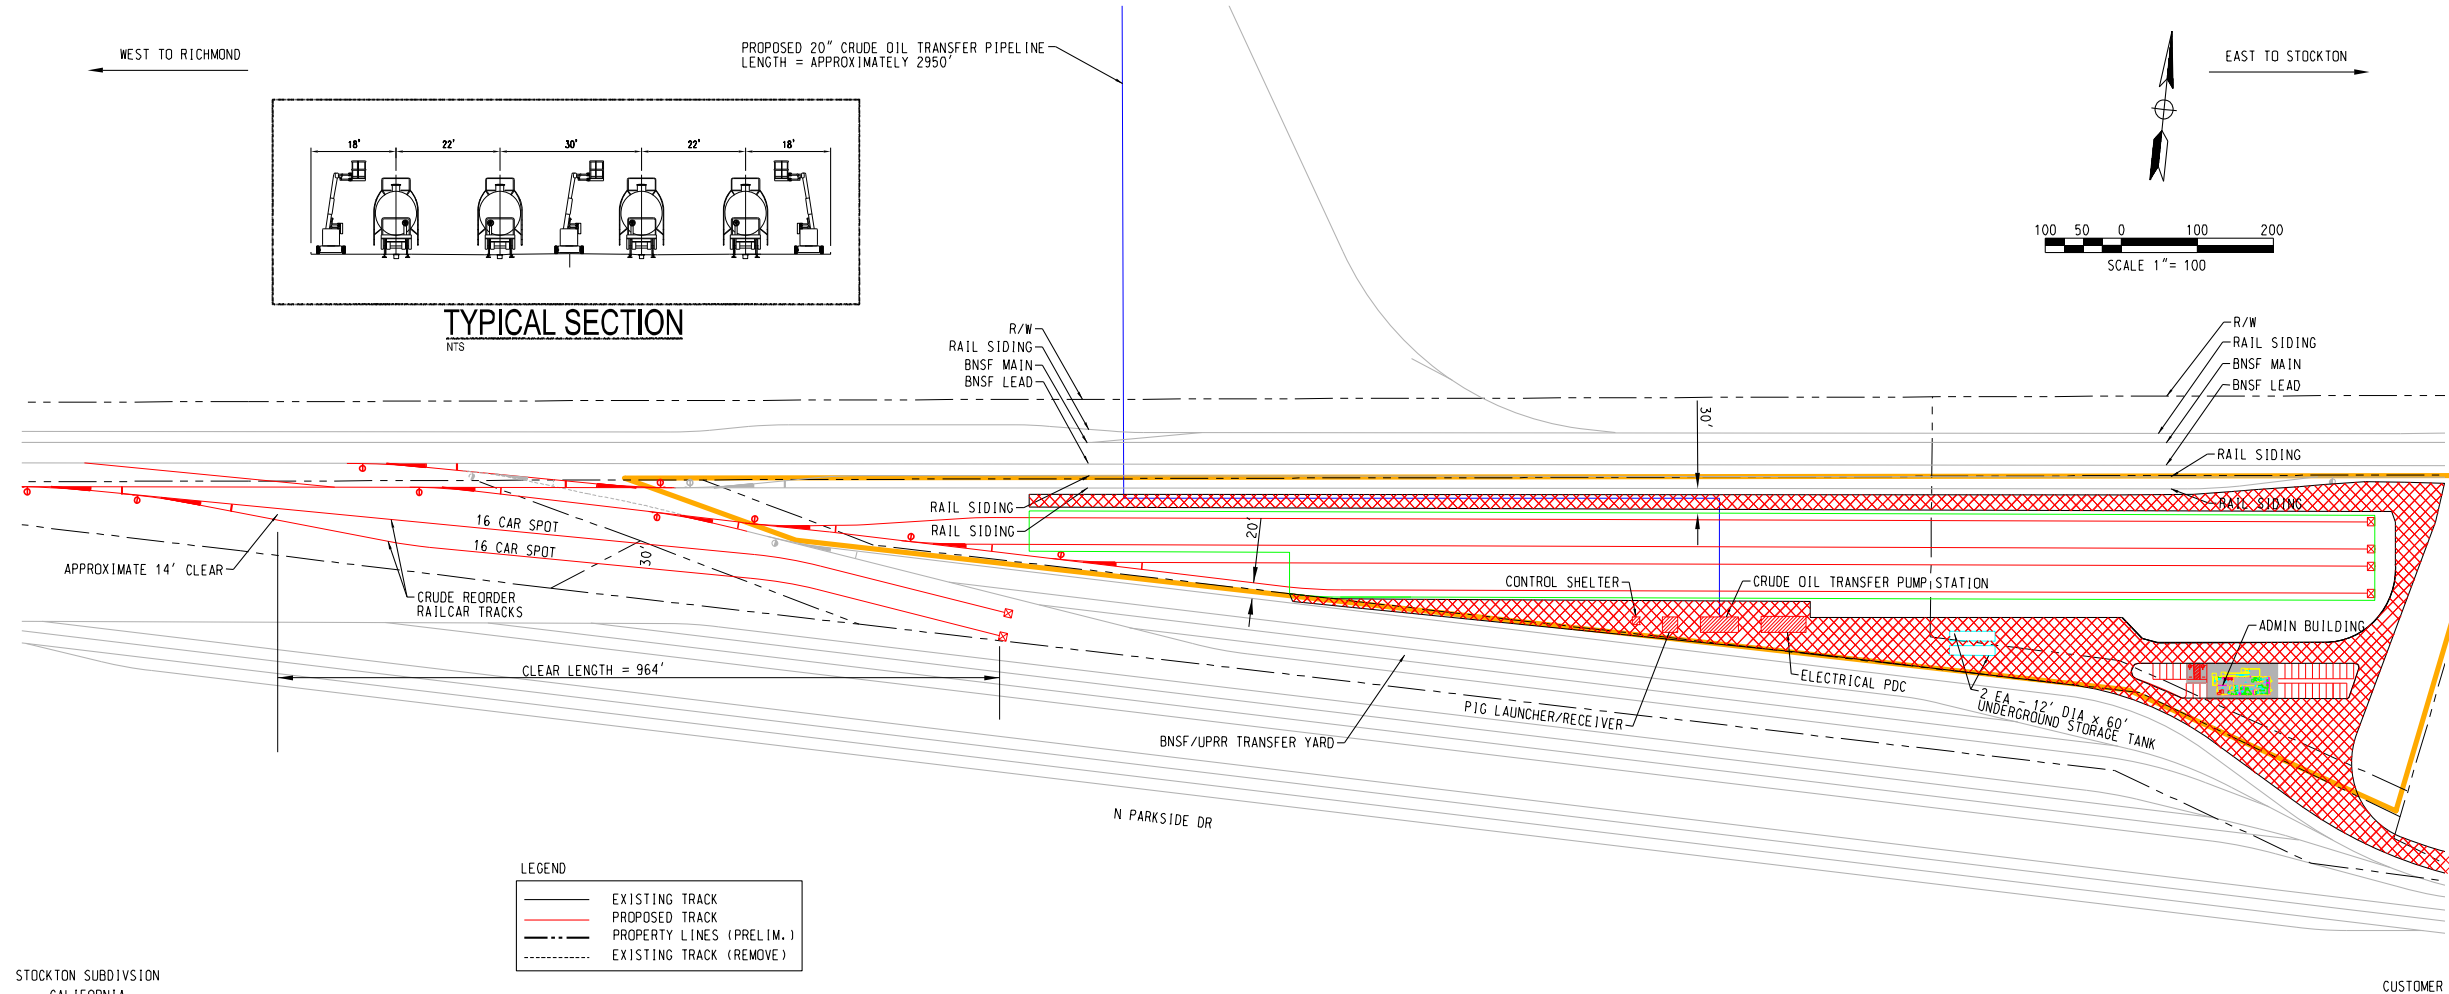 WEST TO RICHMOND
PROPOSED 20" CRUDE OIL TRANSFER PIPELINE
LENGTH = APPROXIMATELY 2950'
EAST TO STOCKTON
18'
22'
30'
22'
18'
TYPICAL SECTION
NTS
100 50 0 100 200
SCALE 1"= 100
R/W
RAIL SIDING
BNSF MAIN
BNSF LEAD
R/W
RAIL SIDING
BNSF MAIN
BNSF LEAD
RAIL SIDING
RAIL SIDING
30'
RAIL SIDING
RAIL SIDING
20'
16 CAR SPOT
16 CAR SPOT
30'
APPROXIMATE 14' CLEAR
CRUDE REORDER
RAILCAR TRACKS
CLEAR LENGTH = 964'
CONTROL SHELTER
CRUDE OIL TRANSFER PUMP STATION
ADMIN BUILDING
ELECTRICAL PDC
PIG LAUNCHER/RECEIVER
2 EA - 12' DIA x 60'
UNDERGROUND STORAGE TANK
BNSF/UPRR TRANSFER YARD
N PARKSIDE DR
LEGEND
EXISTING TRACK
PROPOSED TRACK
PROPERTY LINES (PRELIM.)
EXISTING TRACK (REMOVE)
STOCKTON SUBDIVSION
CALIFORNIA
CUSTOMER